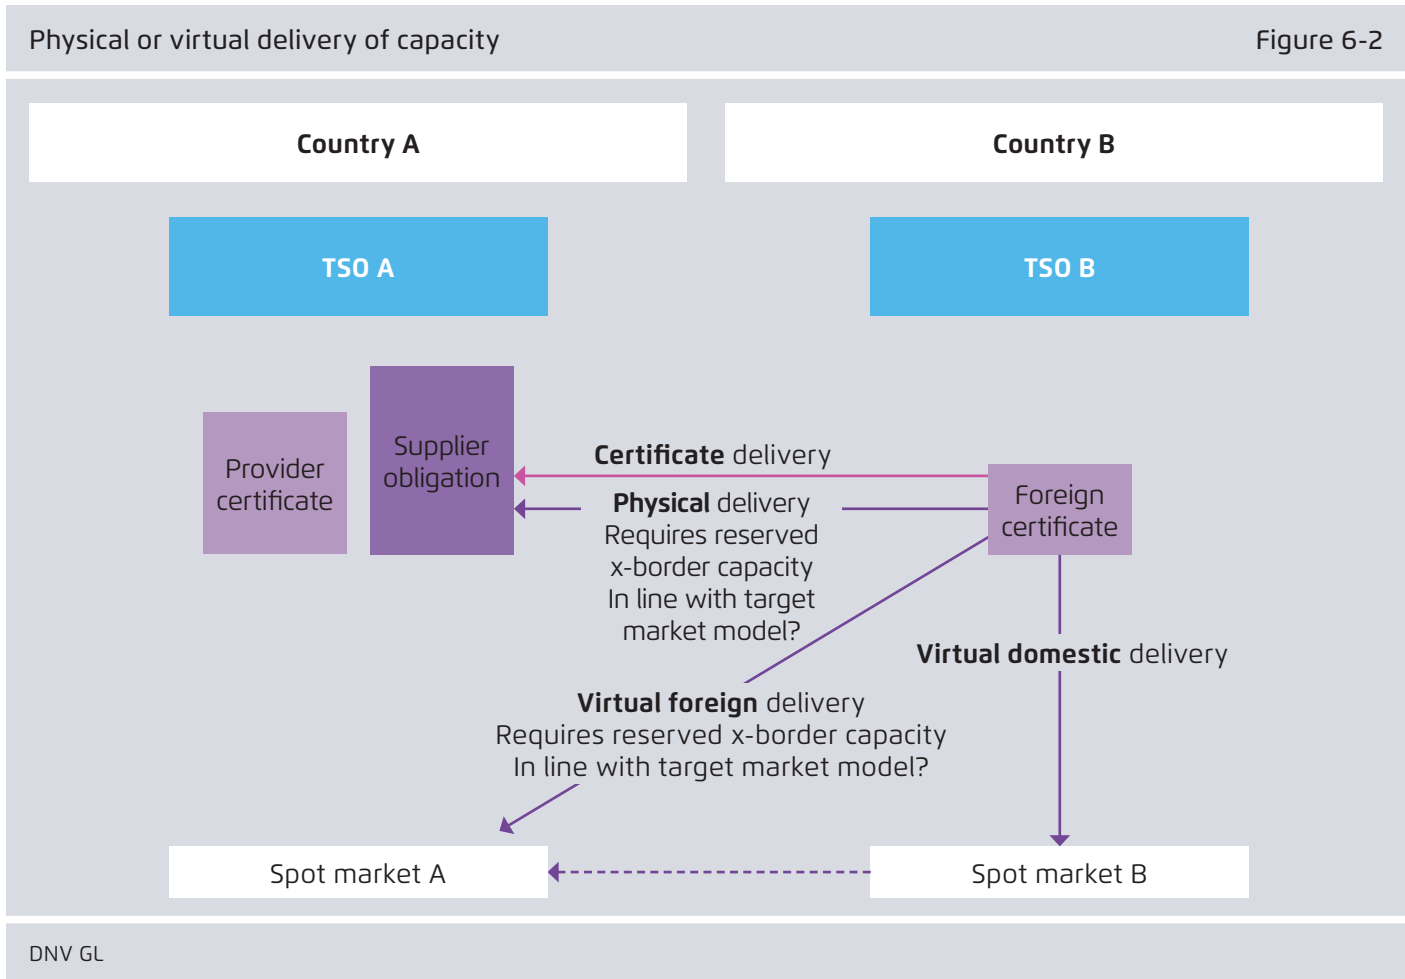 Physical or virtual delivery of capacity
Figure 6-2
Country A
Country B
TSO A
TSO B
Provider
certificate
Supplier
obligation
Certificate delivery
Physical delivery
Requires reserved
x-border capacity
In line with target
market model?
Foreign
certificate
Virtual domestic delivery
Virtual foreign delivery
Requires reserved x-border capacity
In line with target market model?
Spot market A
Spot market B
DNV GL